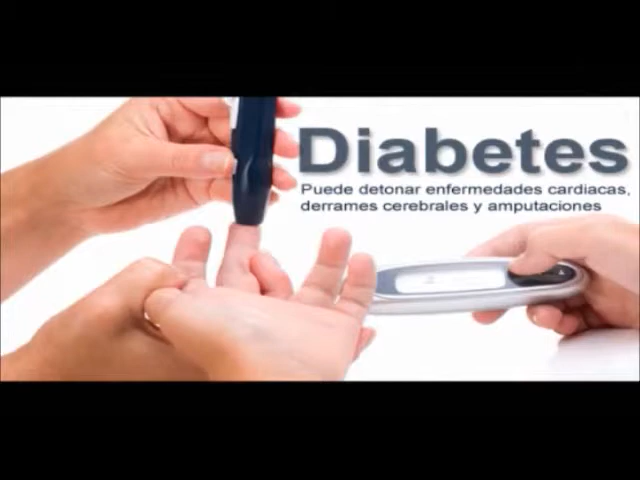 Diabetes
Puede detonar enfermedades cardiacas,
derrames cerebrales y amputaciones